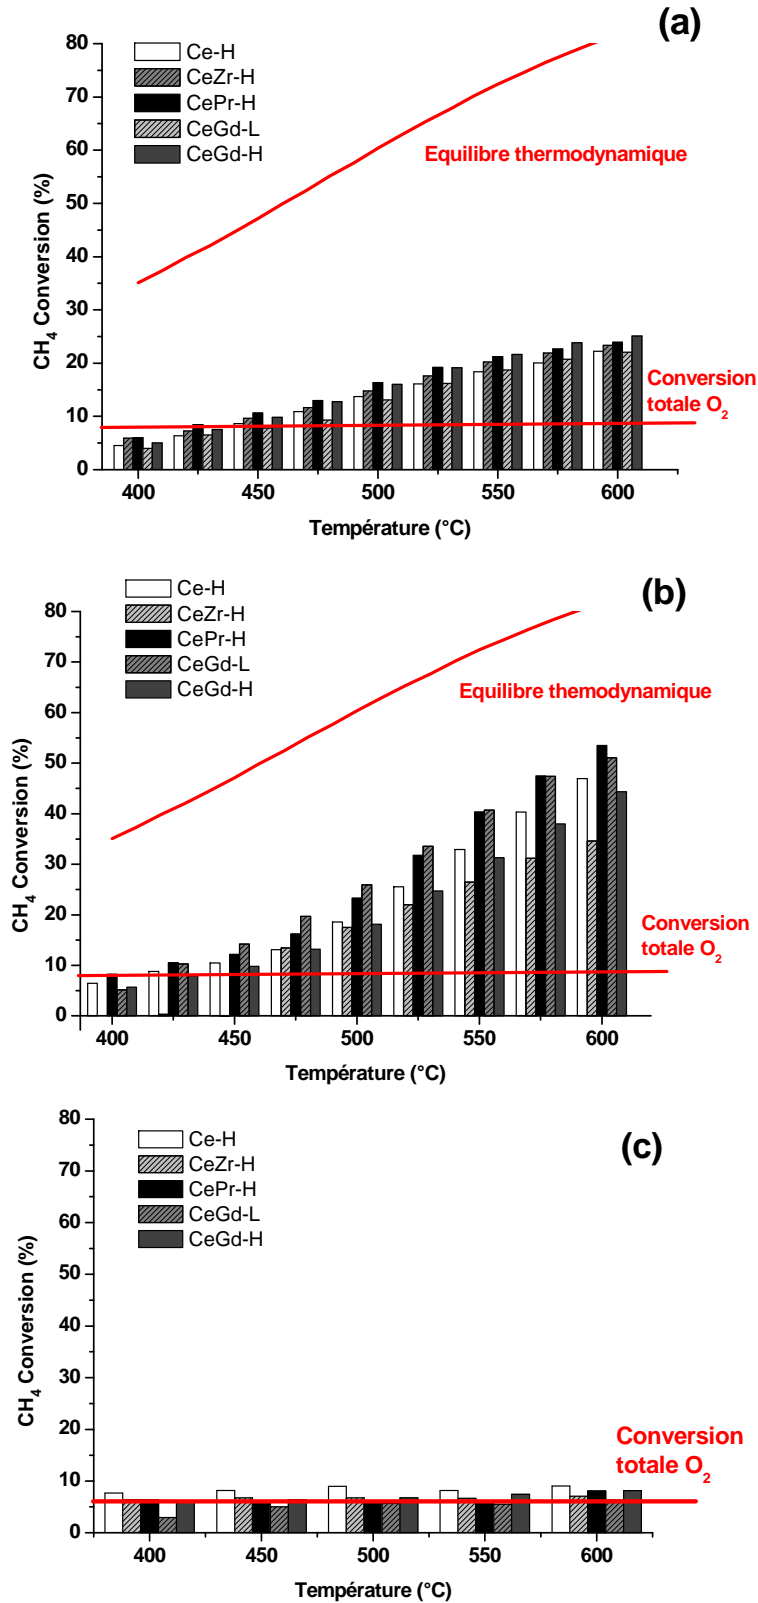 (a)
80
70
60
50
40
30
20
10
0
CH4 Conversion (%)
Ce-H
CeZr-H
CePr-H
CeGd-L
CeGd-H
Equilibre thermodynamique
Conversion
totale O2
400 450 500 550 600
Température (°C)
(b)
80
70
60
50
40
30
20
10
0
CH4 Conversion (%)
Ce-H
CeZr-H
CePr-H
CeGd-L
CeGd-H
Equilibre themodynamique
Conversion
totale O2
400 450 500 550 600
Température (°C)
(c)
80
70
60
50
40
30
20
10
0
CH4 Conversion (%)
Ce-H
CeZr-H
CePr-H
CeGd-L
CeGd-H
Conversion
totale O2
400 450 500 550 600
Température (°C)